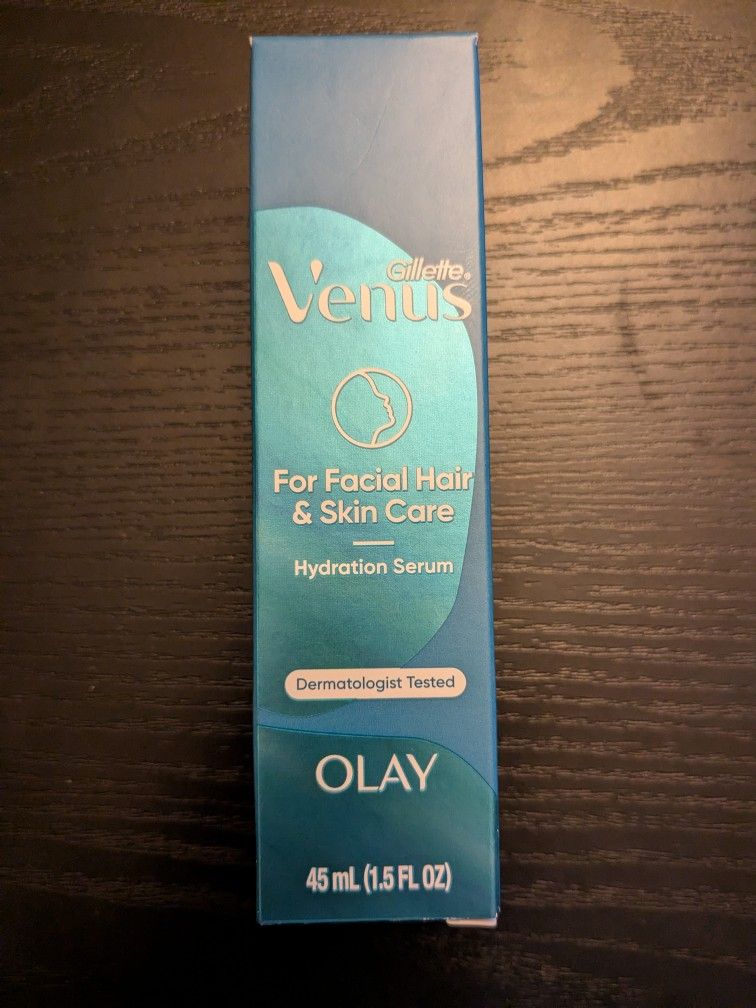 Gillette®
Venus
For Facial Hair
& Skin Care
Hydration Serum
Dermatologist Tested
OLAY
45 mL (1.5 FL OZ)